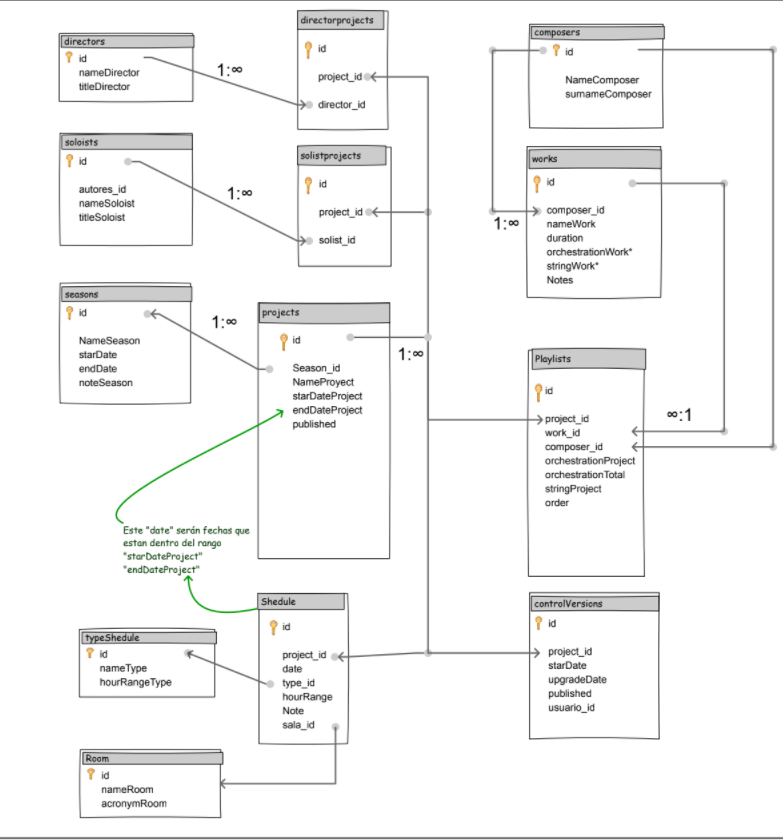 directors
id
nameDirector
titleDirector
1:∞
directorprojects
id
project_id
director_id
composers
id
NameComposer
surnameComposer
soloists
id
autores_id
nameSoloist
titleSoloist
1:∞
solistprojects
id
project_id
solist_id
works
id
composer_id
nameWork
duration
orchestrationWork*
stringWork*
Notes
1:∞
seasons
id
NameSeason
starDate
endDate
noteSeason
1:∞
projects
id
Season_id
NameProyect
starDateProject
endDateProject
published
1:∞
Playlists
id
project_id
work_id
composer_id
orchestrationProject
orchestrationTotal
stringProject
order
∞:1
Este "date" serán fechas que
estan dentro del rango
"starDateProject"
"endDateProject"
Shedule
id
project_id
date
type_id
hourRange
Note
sala_id
typeShedule
id
nameType
hourRangeType
controlVersions
id
project_id
starDate
upgradeDate
published
usuario_id
Room
id
nameRoom
acronymRoom